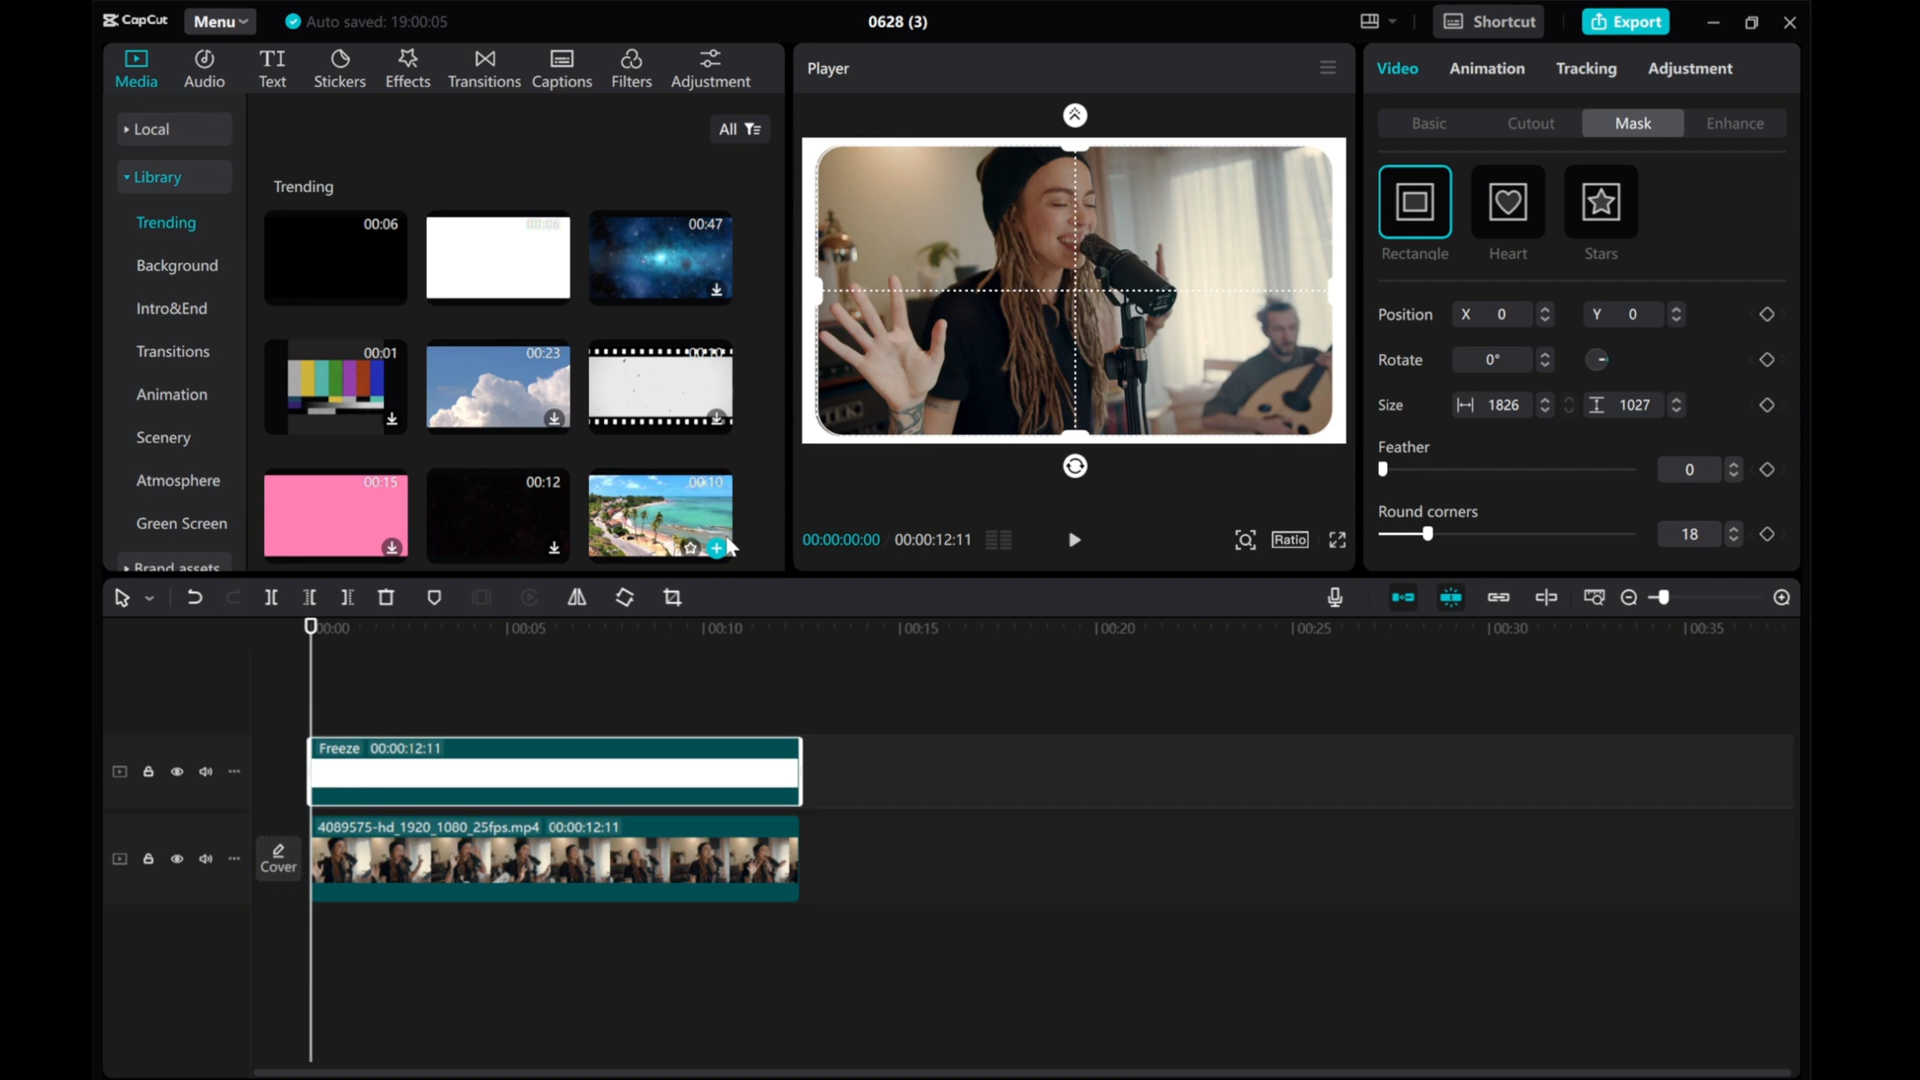 CapCut
Menu
Auto saved: 19:00:05
0628 (3)
Shortcut
Export
Media
Audio
Text
Stickers
Effects
Transitions
Captions
Filters
Adjustment
Local
Library
Trending
Background
Intro&End
Transitions
Animation
Scenery
Atmosphere
Green Screen
Brand assets
All
Trending
00:06
00:06
00:47
00:01
00:23
00:10
00:15
00:12
00:10
Player
00:00:00:00 / 00:00:12:11
Ratio
Video
Animation
Tracking
Adjustment
Basic
Cutout
Mask
Enhance
Rectangle
Heart
Stars
Position X 0 Y 0
Rotate 0°
Size 1826 1027
Feather
0
Round corners
18
00:00
00:05
00:10
00:15
00:20
00:25
00:30
00:35
Freeze 00:00:12:11
Cover
4089575-hd_1920_1080_25fps.mp4 00:00:12:11